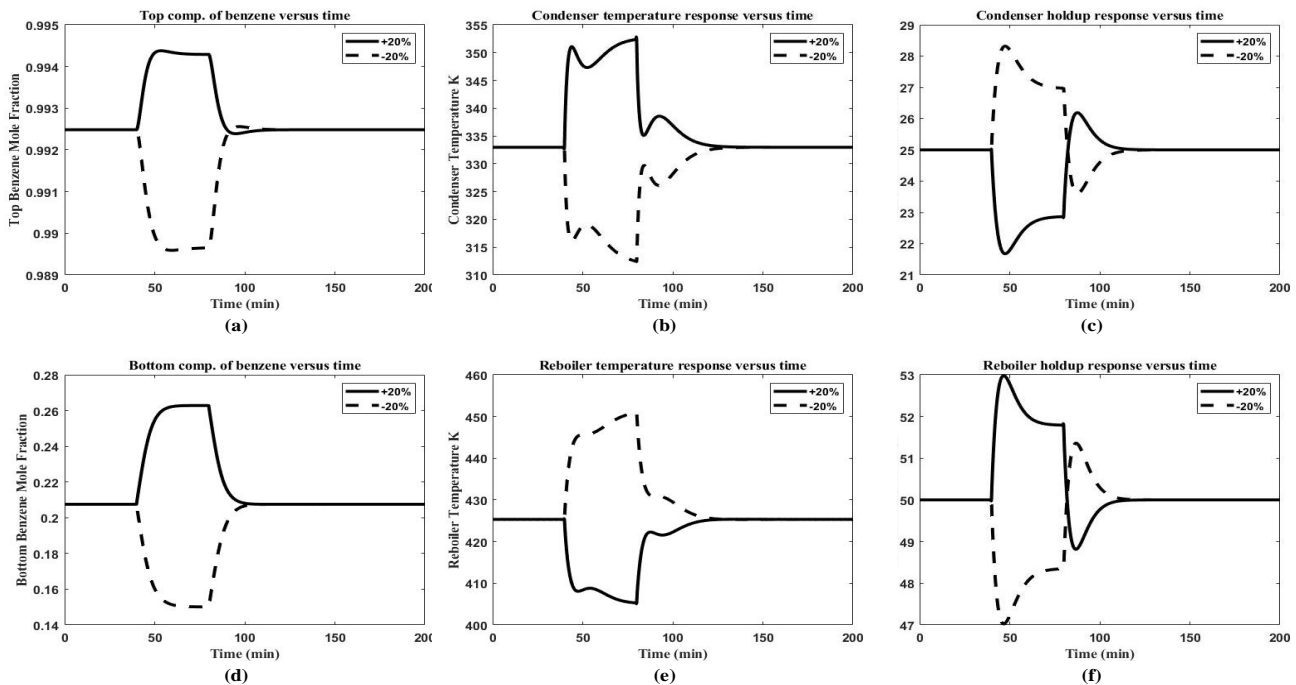 Top comp. of benzene versus time
0.995
0.994
0.993
0.992
0.991
0.99
0.989
Top Benzene Mole Fraction
+20%
-20%
0 50 100 150 200
Time (min)
(a)
Condenser temperature response versus time
355
350
345
340
335
330
325
320
315
310
Condenser Temperature K
+20%
-20%
0 50 100 150 200
Time (min)
(b)
Condenser holdup response versus time
29
28
27
26
25
24
23
22
21
+20%
-20%
0 50 100 150 200
Time (min)
(c)
Bottom comp. of benzene versus time
0.28
0.26
0.24
0.22
0.2
0.18
0.16
0.14
Bottom Benzene Mole Fraction
+20%
-20%
0 50 100 150 200
Time (min)
(d)
Reboiler temperature response versus time
460
450
440
430
420
410
400
Reboiler Temperature K
+20%
-20%
0 50 100 150 200
Time (min)
(e)
Reboiler holdup response versus time
53
52
51
50
49
48
47
+20%
-20%
0 50 100 150 200
Time (min)
(f)